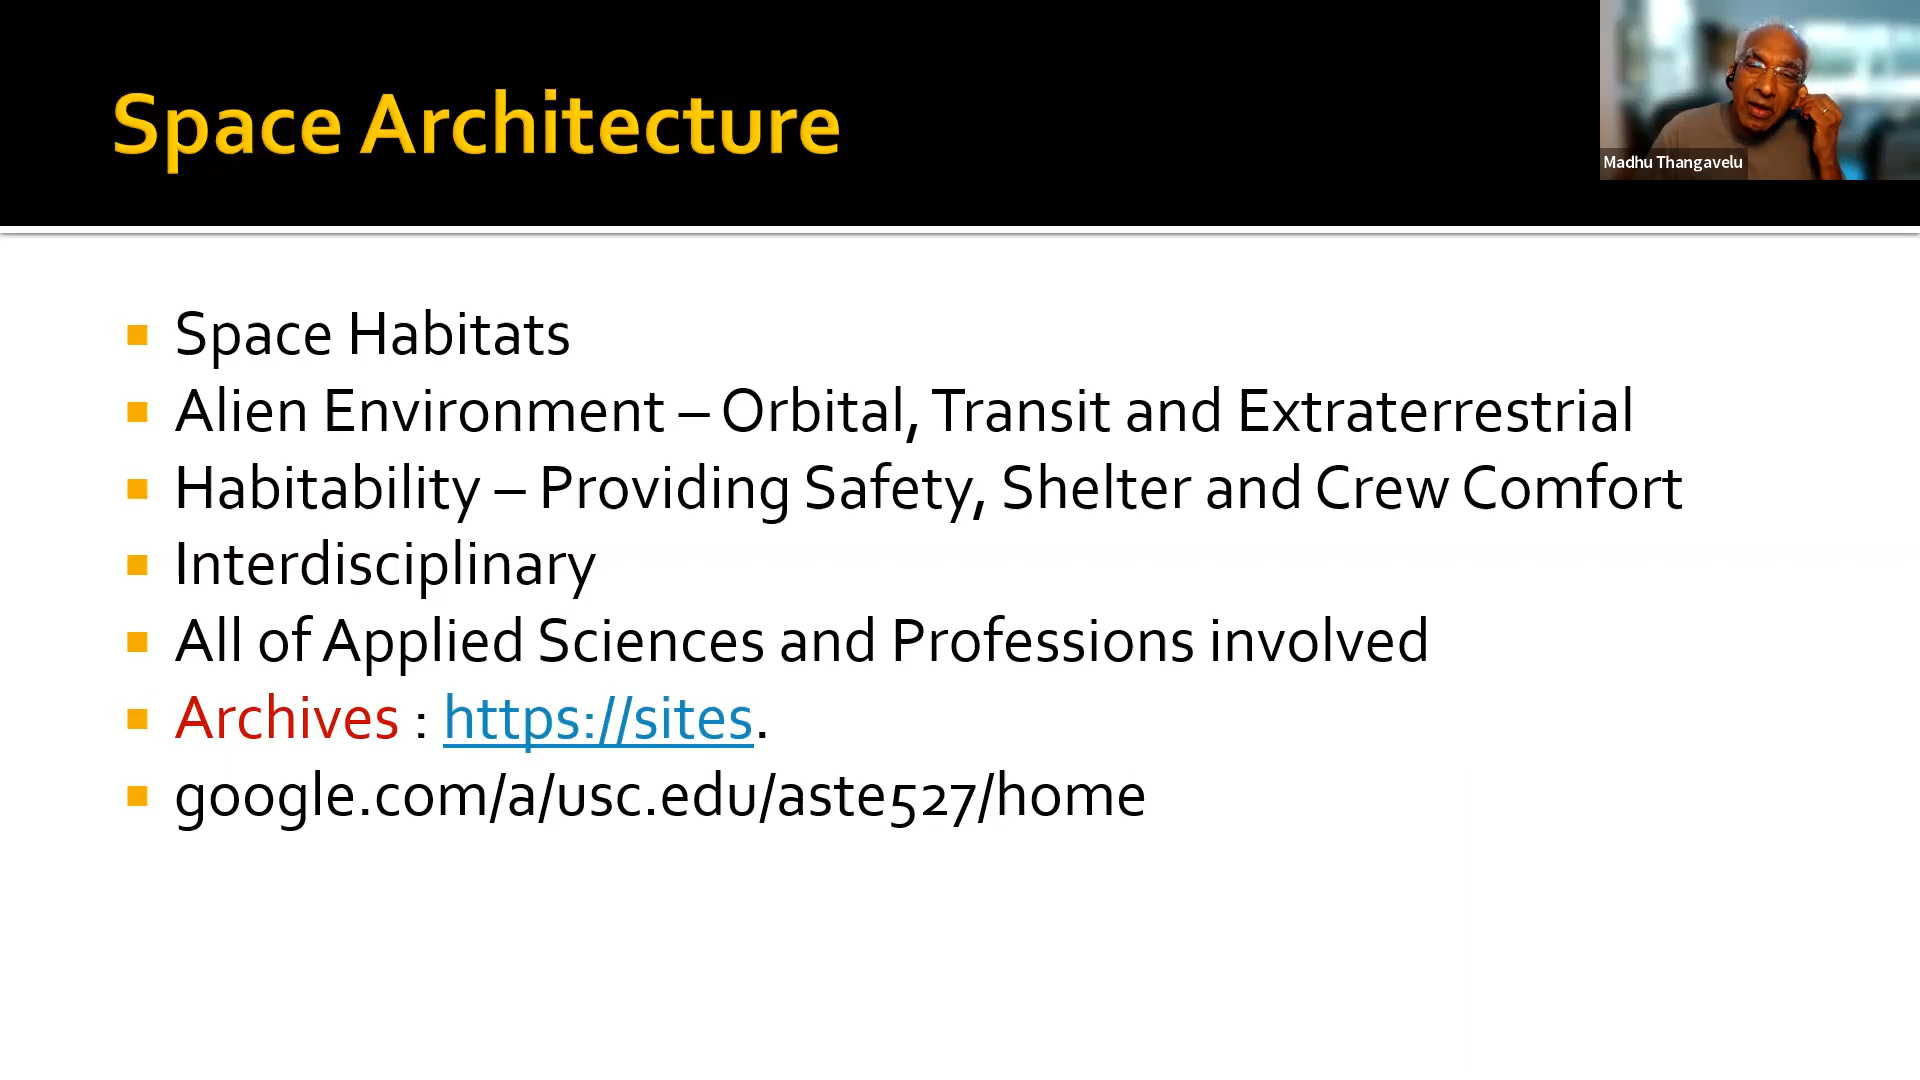 Space Architecture
Madhu Thangavelu
Space Habitats
Alien Environment – Orbital, Transit and Extraterrestrial
Habitability – Providing Safety, Shelter and Crew Comfort
Interdisciplinary
All of Applied Sciences and Professions involved
Archives : https://sites.
google.com/a/usc.edu/aste527/home